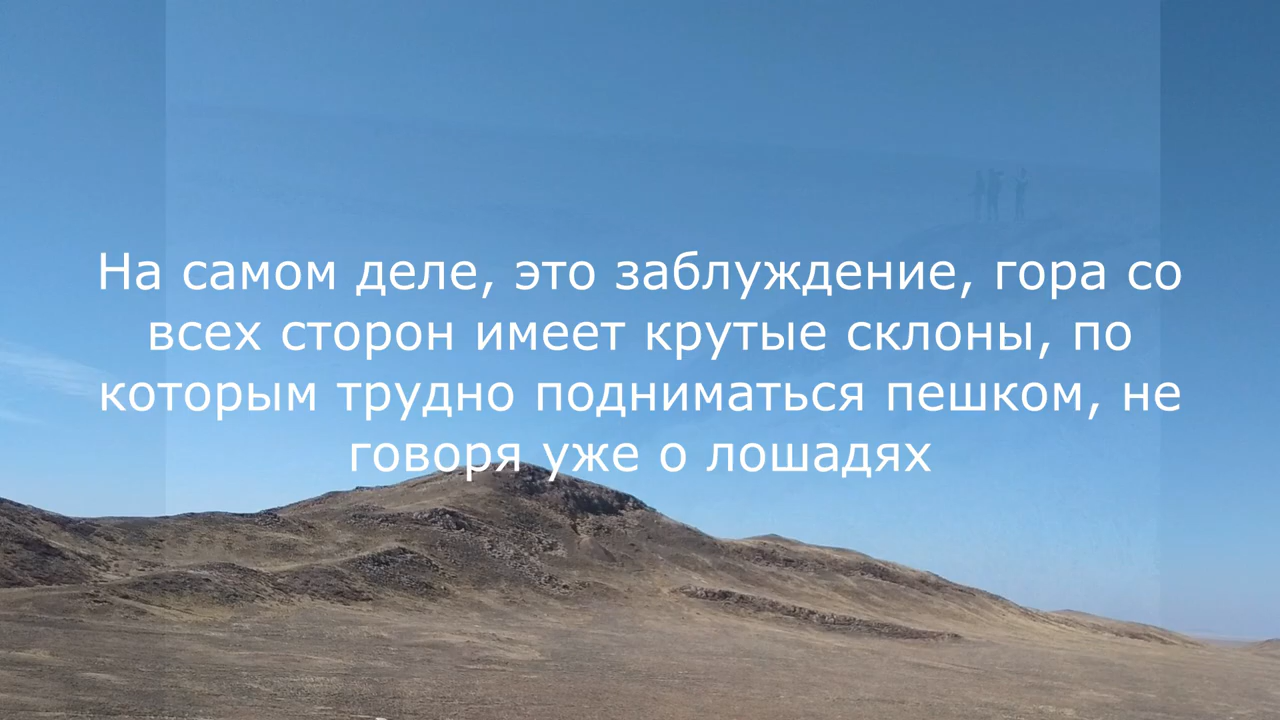 На самом деле, это заблуждение, гора со
всех сторон имеет крутые склоны, по
которым трудно подниматься пешком, не
говоря уже о лошадях